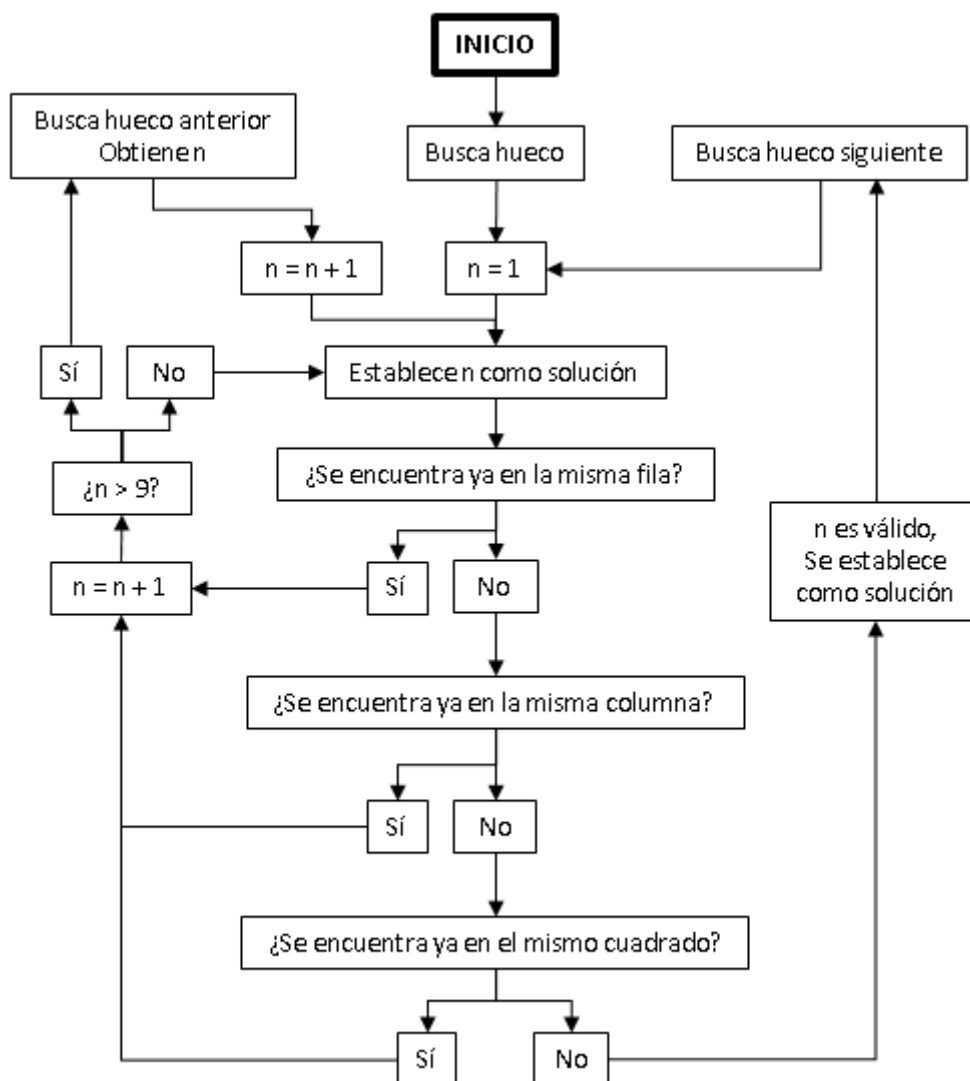 INICIO
Busca hueco anterior
Obtiene n
Busca hueco
Busca hueco siguiente
n = n + 1
n = 1
Sí
No
Establece n como solución
¿n > 9?
¿Se encuentra ya en la misma fila?
n = n + 1
Sí
No
n es válido,
Se establece
como solución
¿Se encuentra ya en la misma columna?
Sí
No
¿Se encuentra ya en el mismo cuadrado?
Sí
No